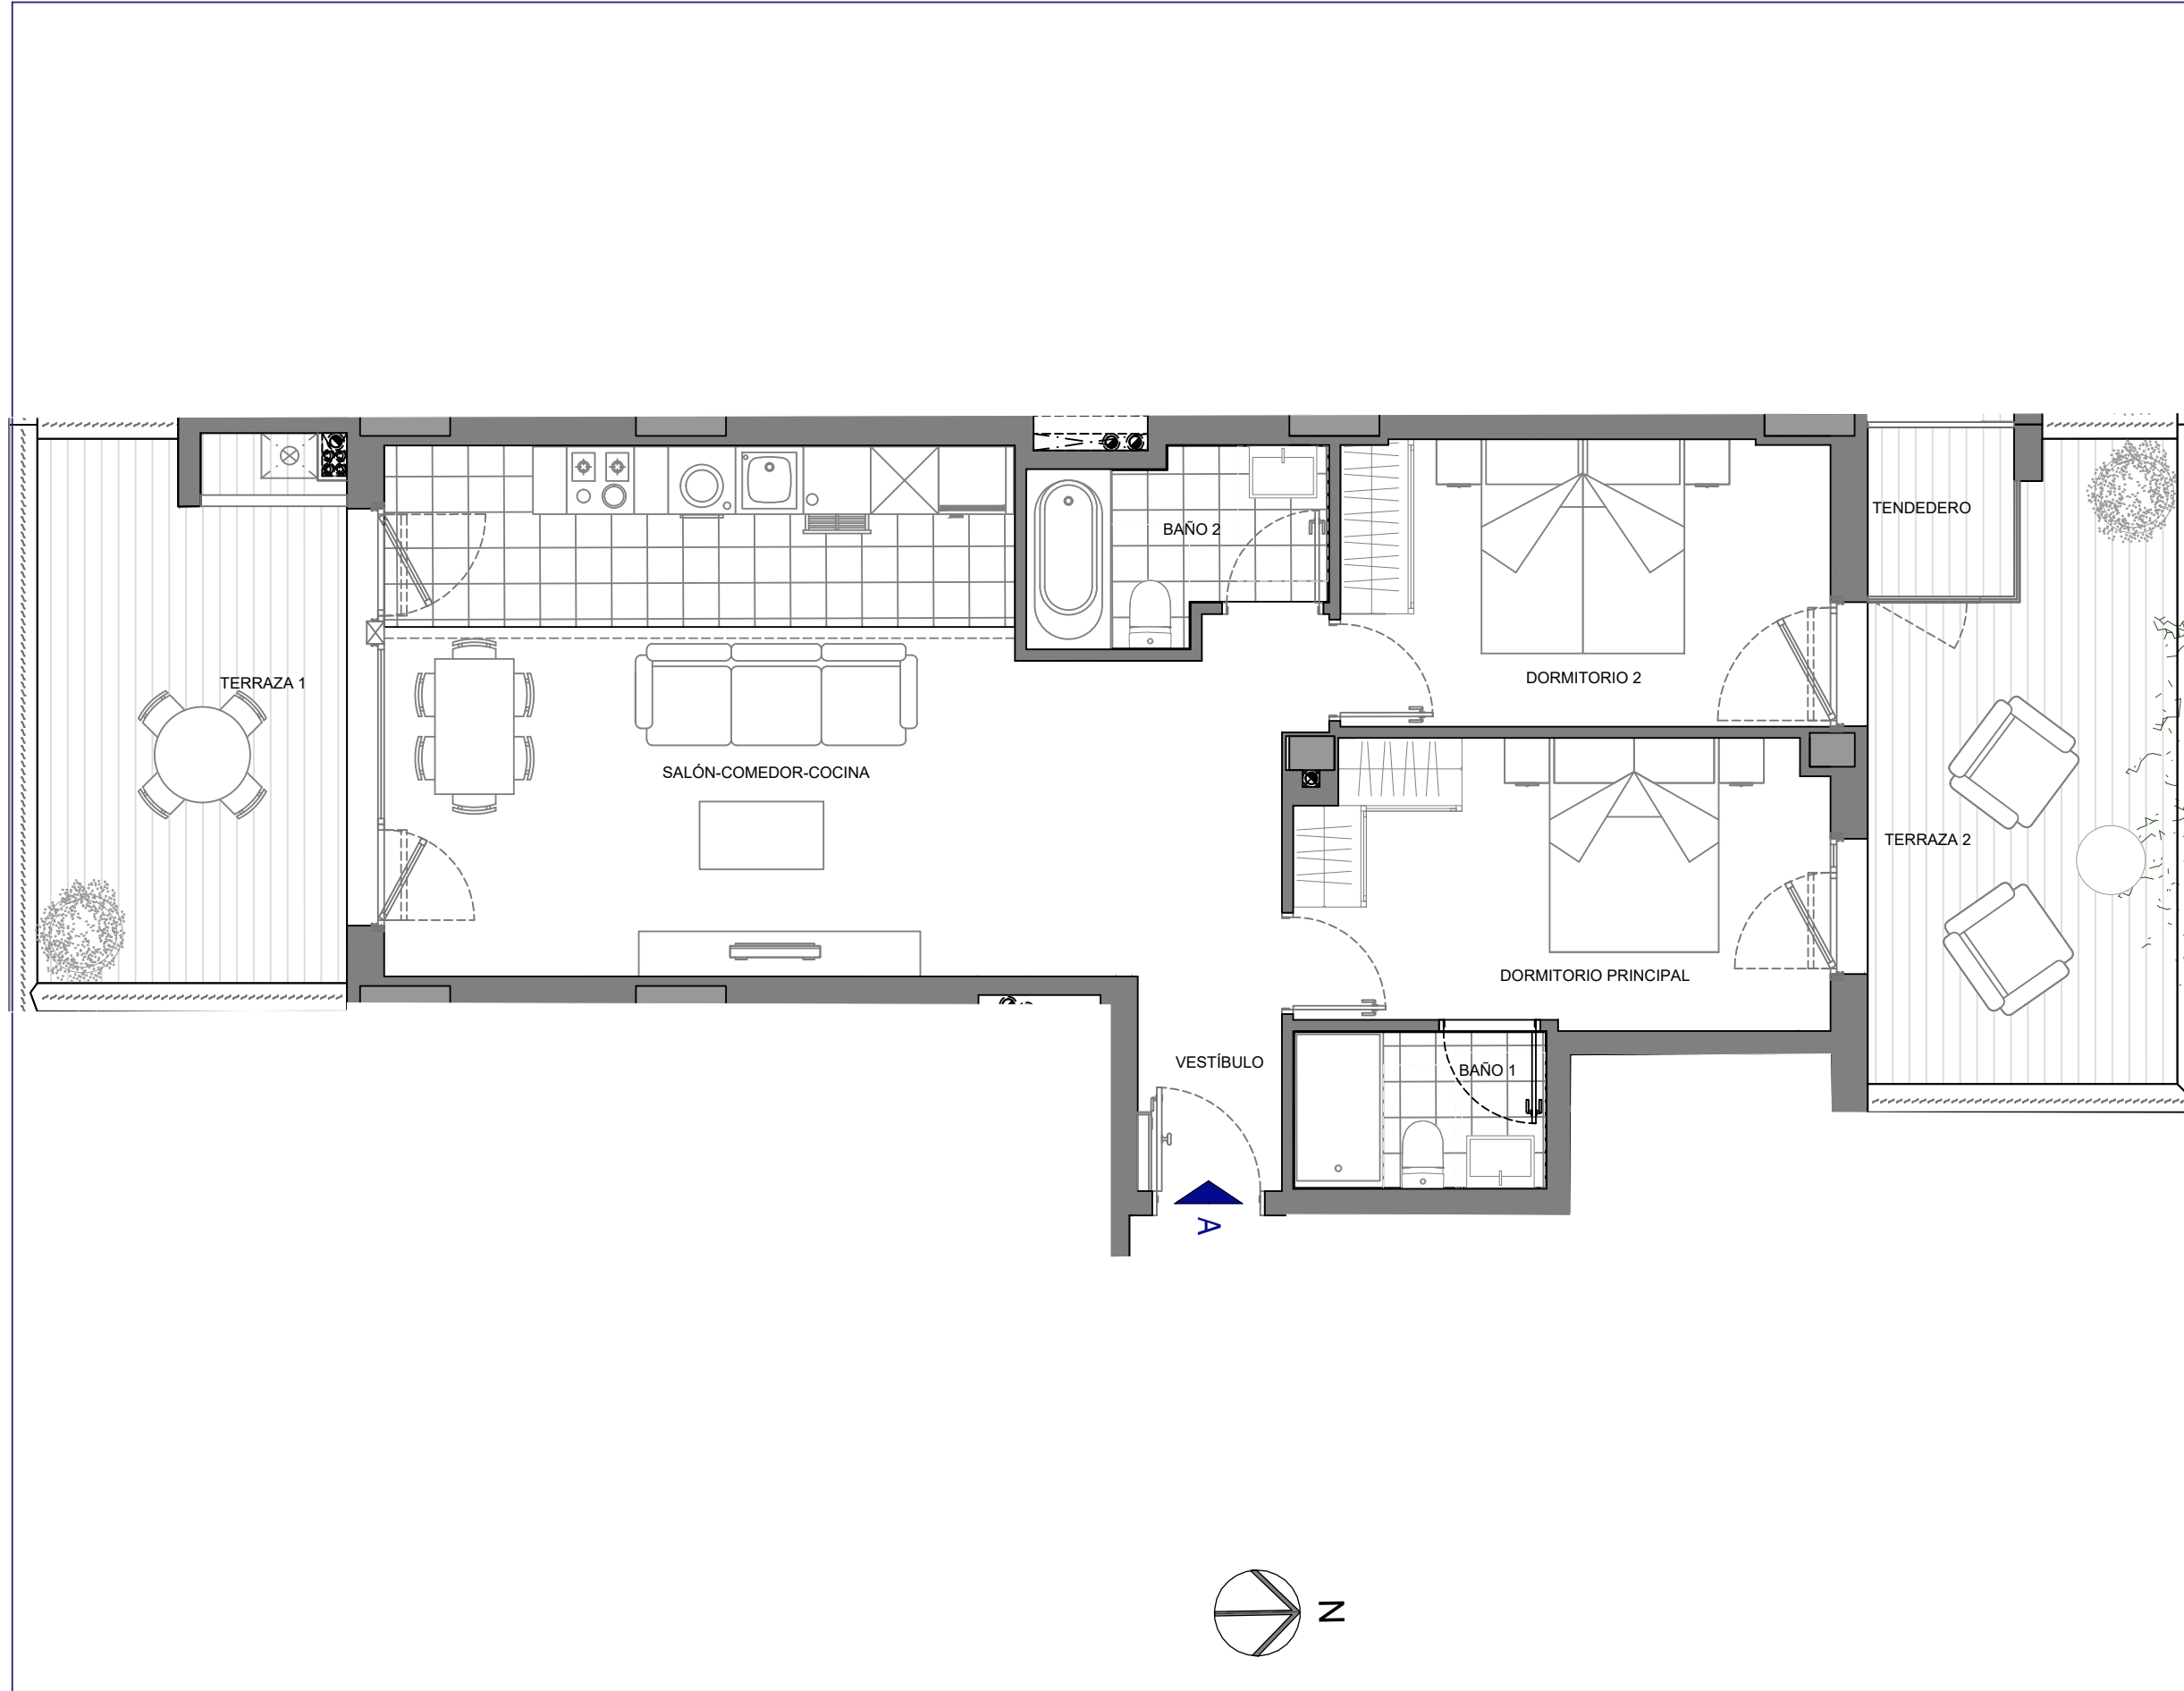 BAÑO 2
TENDEDERO
DORMITORIO 2
TERRAZA 1
SALÓN-COMEDOR-COCINA
TERRAZA 2
DORMITORIO PRINCIPAL
VESTÍBULO
BAÑO 1
A
N